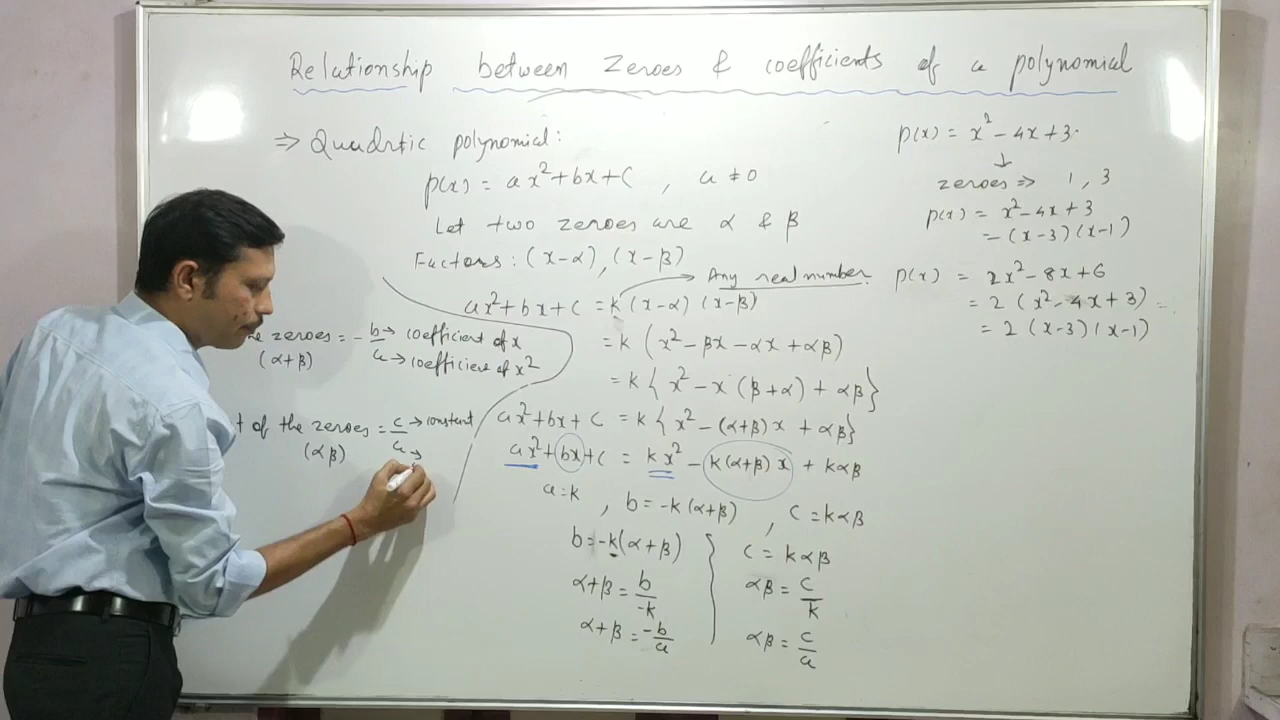 Relationship between Zeroes & coefficients of a polynomial
⇒ Quadrtic polynomial:
p(x) = ax²+bx+c , a ≠ 0
Let two zeroes are α & β
Factors: (x-α), (x-β)
→ Any real number
ax²+bx+c = k (x-α) (x-β)
= k (x² - βx - αx + αβ)
= k { x² - x (β+α) + αβ}
ax²+bx+c = k { x² - (α+β)x + αβ}
ax²+bx+c = kx² - k(α+β)x + kαβ
a=k , b = -k(α+β) , c = kαβ
b=-k(α+β)
α+β = b/-k
α+β = -b/a
c = kαβ
αβ = c/k
αβ = c/a
zeroes = - b/a → coefficient of x
(α+β) → coefficient of x²
of the zeroes = c/a → constant
(αβ) →
p(x) = x² - 4x + 3
↓
zeroes ⇒ 1, 3
p(x) = x² - 4x + 3
= (x-3)(x-1)
p(x) = 2x² - 8x + 6
= 2 (x² - 4x + 3)
= 2 (x-3)(x-1)